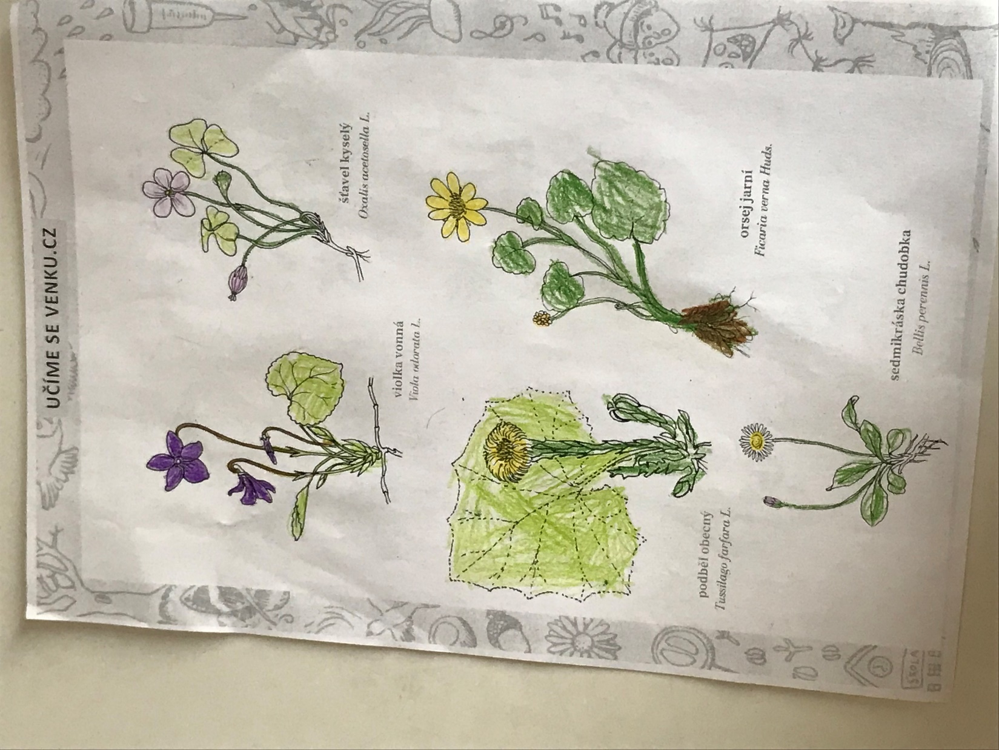 UČÍME SE VENKU.CZ
violka vonná
Viola odorata L.
šťavel kyselý
Oxalis acetosella L.
podběl obecný
Tussilago farfara L.
orsej jarní
Ficaria verna Huds.
sedmikráska chudobka
Bellis perennis L.
ŠKOLA